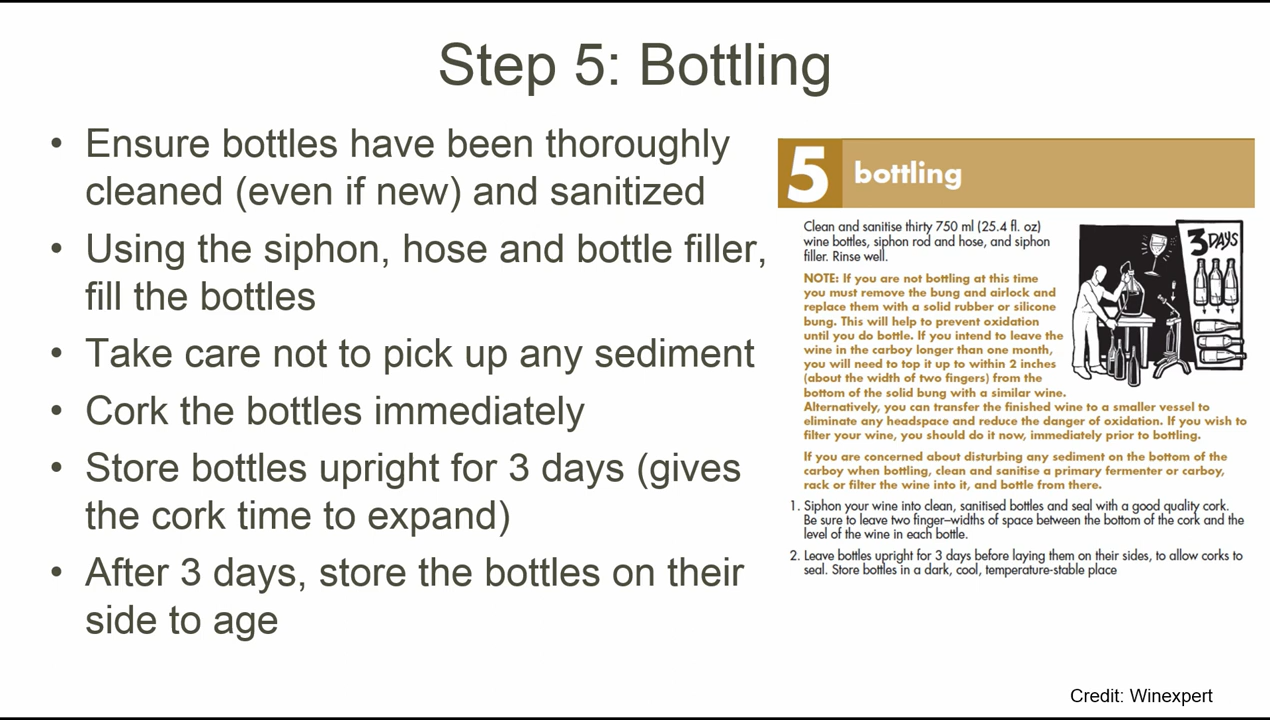 Step 5: Bottling
• Ensure bottles have been thoroughly
cleaned (even if new) and sanitized
• Using the siphon, hose and bottle filler,
fill the bottles
• Take care not to pick up any sediment
• Cork the bottles immediately
• Store bottles upright for 3 days (gives
the cork time to expand)
• After 3 days, store the bottles on their
side to age
5 bottling
Clean and sanitise thirty 750 ml (25.4 fl. oz)
wine bottles, siphon rod and hose, and siphon
filler. Rinse well.
3 DAYS
NOTE: If you are not bottling at this time
you must remove the bung and airlock and
replace them with a solid rubber or silicone
bung. This will help to prevent oxidation
until you do bottle. If you intend to leave the
wine in the carboy longer than one month,
you will need to top it up to within 2 inches
(about the width of two fingers) from the
bottom of the solid bung with a similar wine.
Alternatively, you can transfer the finished wine to a smaller vessel to
eliminate any headspace and reduce the danger of oxidation. If you wish to
filter your wine, you should do it now, immediately prior to bottling.
If you are concerned about disturbing any sediment on the bottom of the
carboy when bottling, clean and sanitise a primary fermenter or carboy,
rack or filter the wine into it, and bottle from there.
1. Siphon your wine into clean, sanitised bottles and seal with a good quality cork.
Be sure to leave two finger–widths of space between the bottom of the cork and the
level of the wine in each bottle.
2. Leave bottles upright for 3 days before laying them on their sides, to allow corks to
seal. Store bottles in a dark, cool, temperature-stable place
Credit: Winexpert